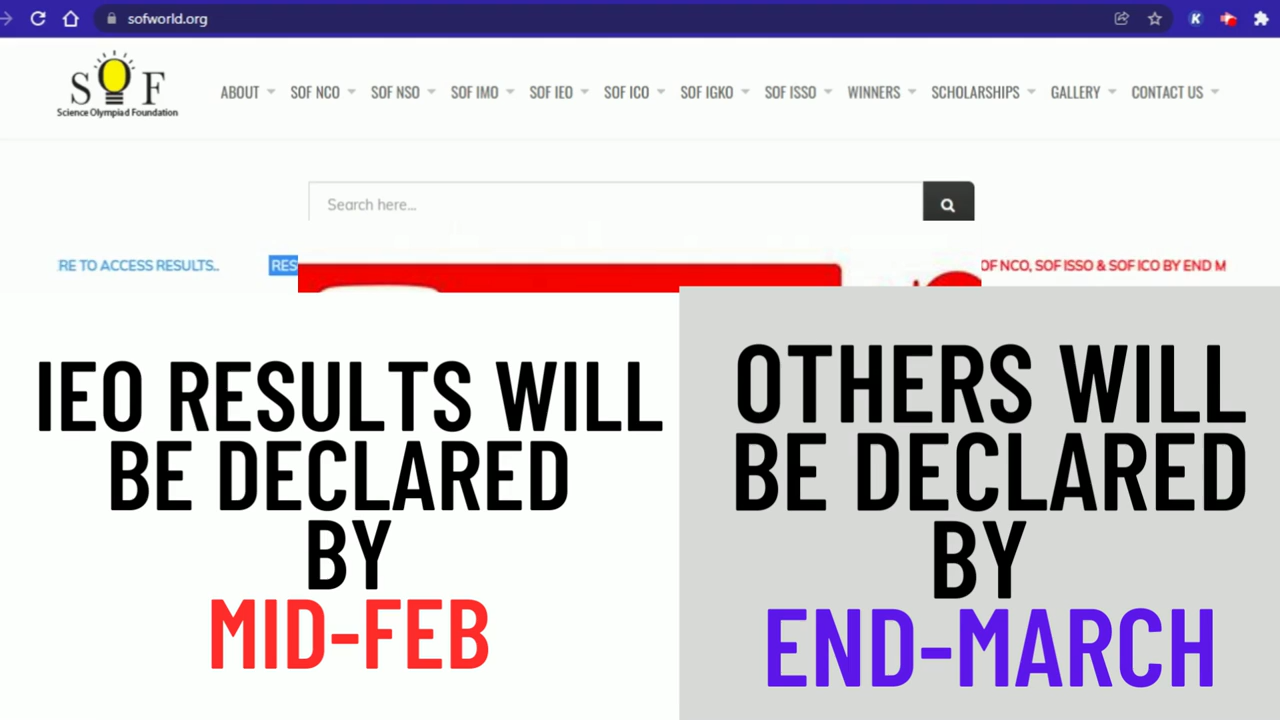 sofworld.org
SOF
Science Olympiad Foundation
ABOUT SOF NCO SOF NSO SOF IMO SOF IEO SOF ICO SOF IGKO SOF ISSO WINNERS SCHOLARSHIPS GALLERY CONTACT US
Search here...
RE TO ACCESS RESULTS.. RES OF NCO, SOF ISSO & SOF ICO BY END M
IEO RESULTS WILL
BE DECLARED
BY
MID-FEB
OTHERS WILL
BE DECLARED
BY
END-MARCH